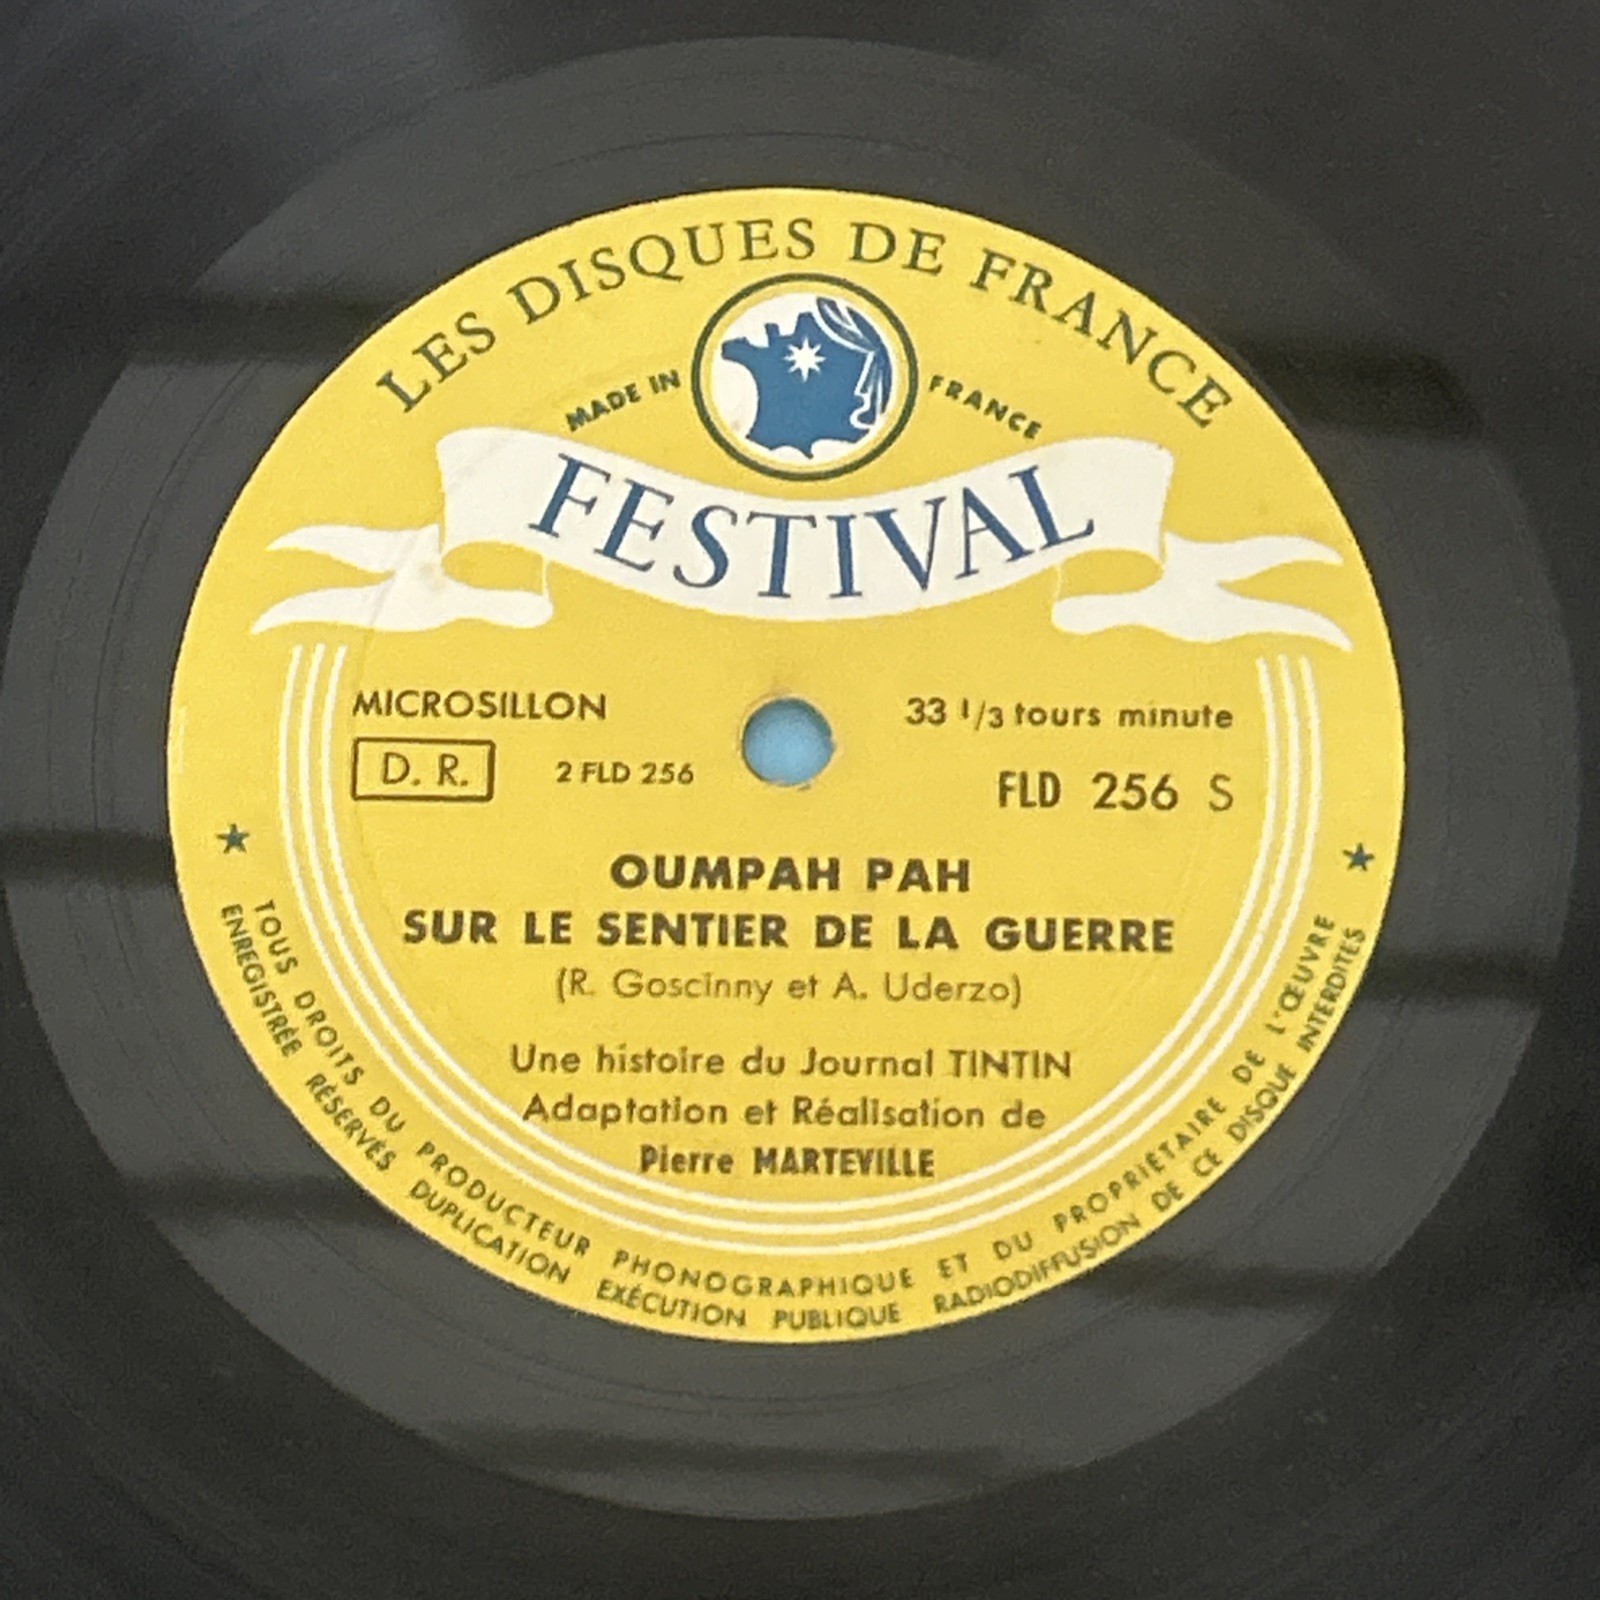 LES DISQUES DE FRANCE
MADE IN FRANCE
FESTIVAL
MICROSILLON
33 1/3 tours minute
D. R.
2 FLD 256
FLD 256 S
OUMPAH PAH
SUR LE SENTIER DE LA GUERRE
(R. Goscinny et A. Uderzo)
Une histoire du Journal TINTIN
Adaptation et Réalisation de
Pierre MARTEVILLE
TOUS DROITS DU PRODUCTEUR PHONOGRAPHIQUE ET DU PROPRIÉTAIRE DE L'ŒUVRE
ENREGISTRÉE RÉSERVÉS DUPLICATION EXÉCUTION PUBLIQUE RADIODIFFUSION DE CE DISQUE INTERDITES